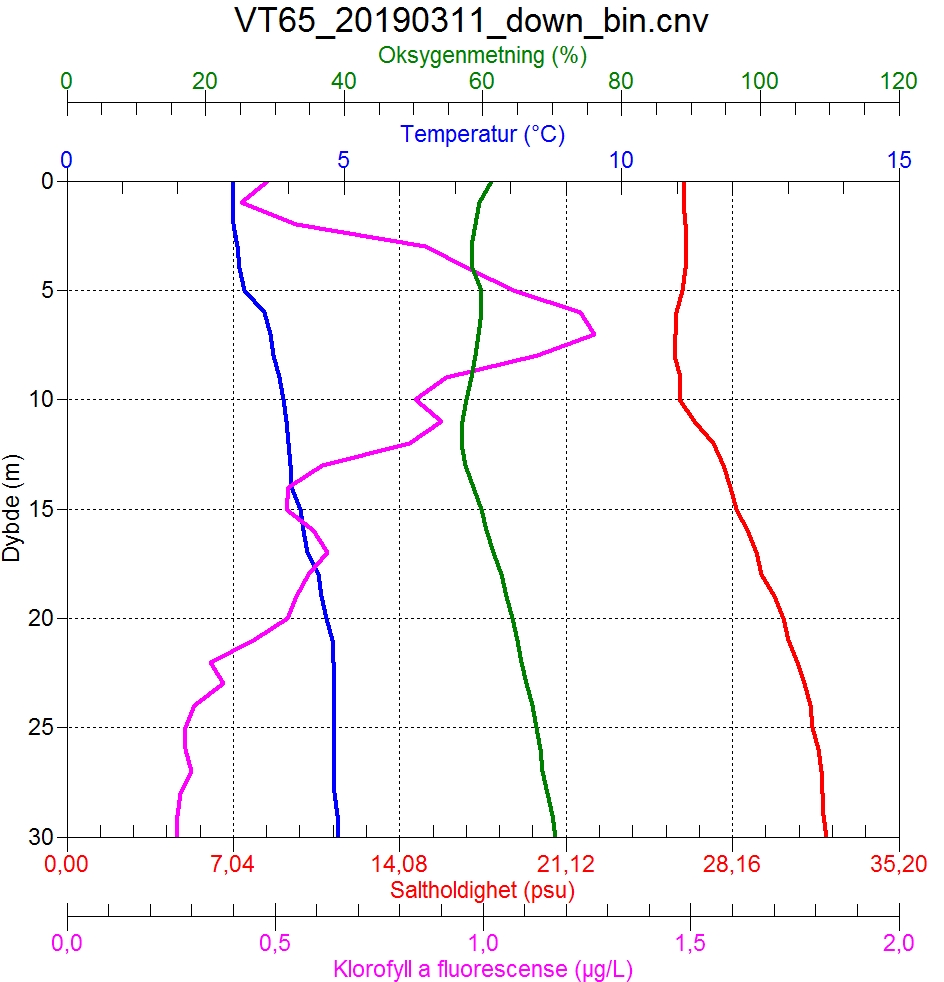 VT65_20190311_down_bin.cnv
Oksygenmetning (%)
0 20 40 60 80 100 120
Temperatur (°C)
0 5 10 15
0
5
10
15
20
25
30
Dybde (m)
0,00 7,04 14,08 21,12 28,16 35,20
Saltholdighet (psu)
0,0 0,5 1,0 1,5 2,0
Klorofyll a fluorescense (µg/L)